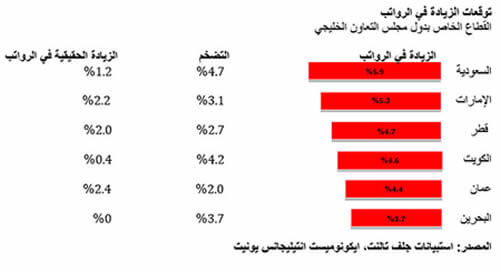 توقعات الزيادة في الرواتب
القطاع الخاص بدول مجلس التعاون الخليجي
الزيادة في الرواتب التضخم الزيادة الحقيقية في الرواتب
السعودية %5.9 %4.7 %1.2
الإمارات %5.3 %3.1 %2.2
قطر %4.7 %2.7 %2.0
الكويت %4.6 %4.2 %0.4
عمان %4.4 %2.0 %2.4
البحرين %3.7 %3.7 %0
المصدر: استبيانات جلف تالنت، ايكونوميست انتيليجانس يونيت